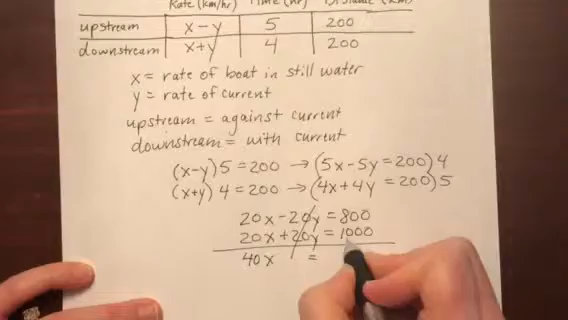 Rate (km/hr) Time (hr) Distance (km)
upstream x-y 5 200
downstream x+y 4 200
x = rate of boat in still water
y = rate of current
upstream = against current
downstream = with current
(x-y)5 = 200 → (5x-5y = 200)4
(x+y)4 = 200 → (4x+4y = 200)5
20x-20y = 800
20x+20y = 1000
40x =